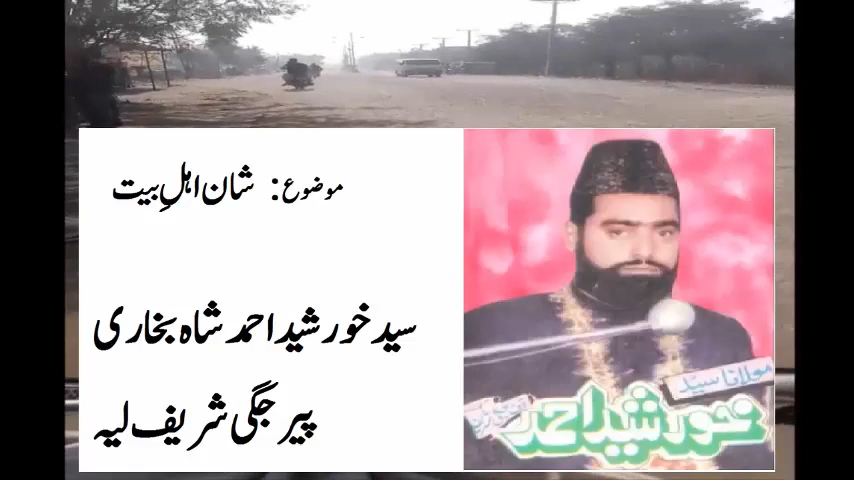 موضوع: شان اہلِ بیت
سید خورشید احمد شاہ بخاری
پیر جگی شریف لیہ
مولانا سید
خورشید احمد